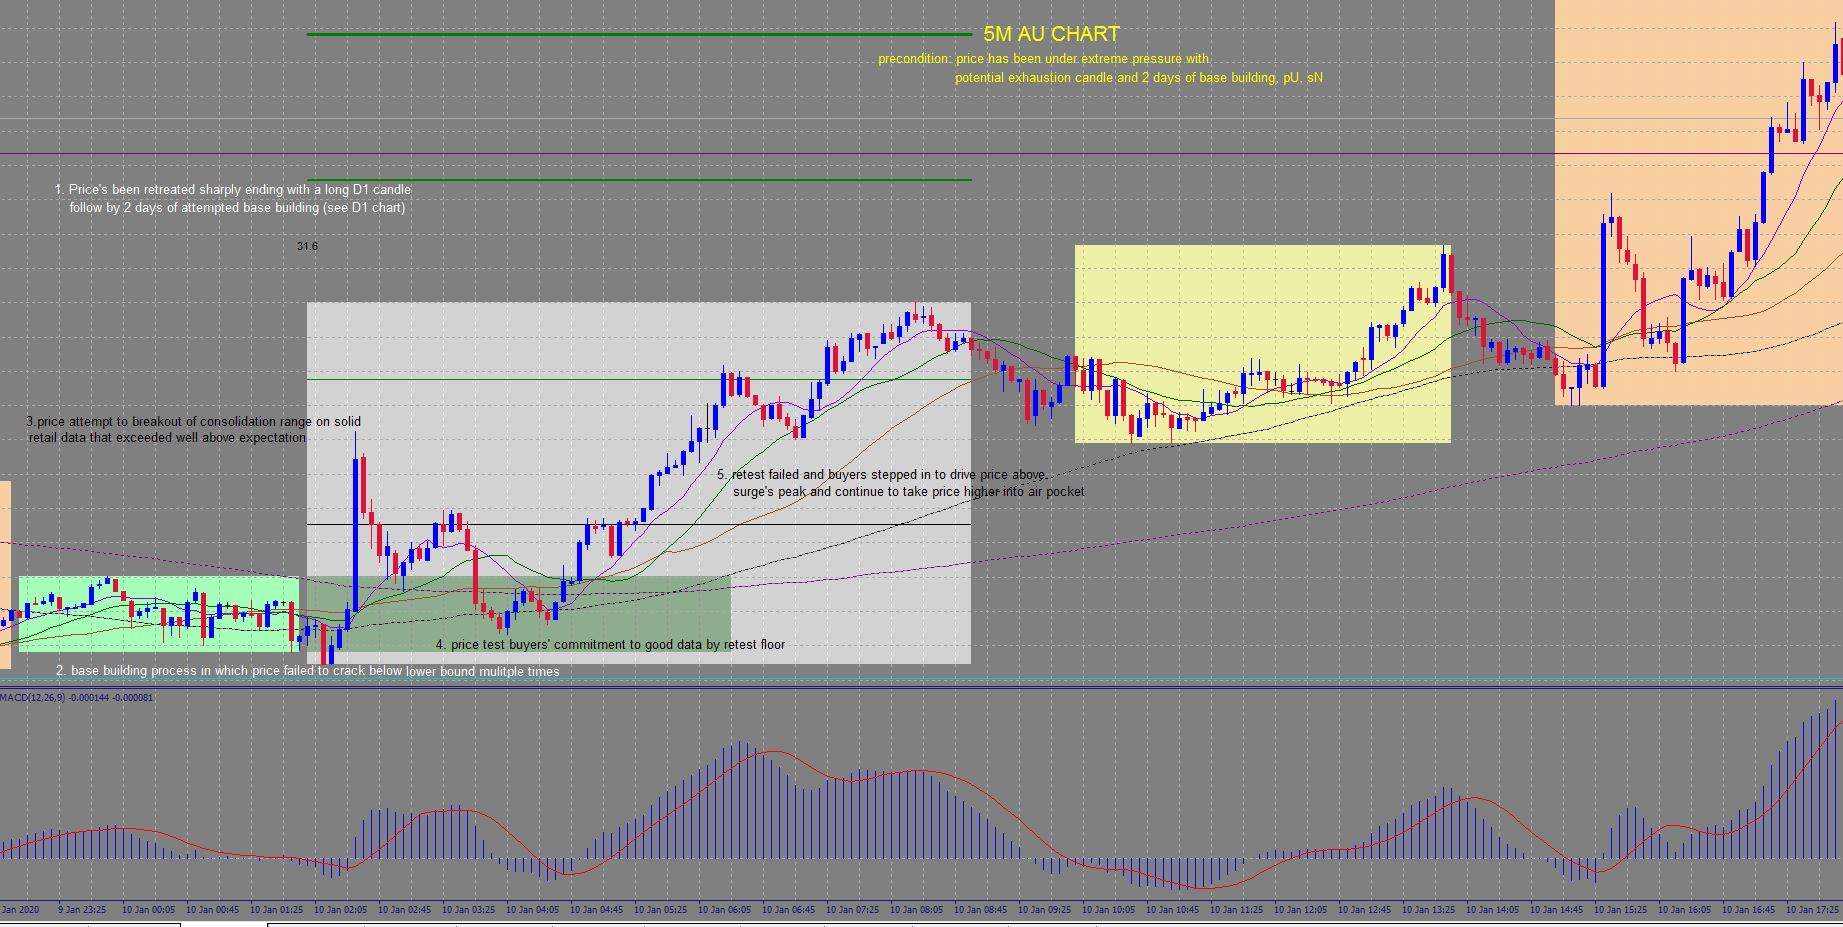 5M AU CHART
precondition: price has been under extreme pressure with
potential exhaustion candle and 2 days of base building, pU, sN
1. Price's been retreated sharply ending with a long D1 candle
follow by 2 days of attempted base building (see D1 chart)
31.6
3.price attempt to breakout of consolidation range on solid
retail data that exceeded well above expectation
5. retest failed and buyers stepped in to drive price above
surge's peak and continue to take price higher into air pocket
4. price test buyers' commitment to good data by retest floor
2. base building process in which price failed to crack below lower bound mulitple times
MACD(12,26,9) -0.000144 -0.000081
Jan 2020 9 Jan 23:25 10 Jan 00:05 10 Jan 00:45 10 Jan 01:25 10 Jan 02:05 10 Jan 02:45 10 Jan 03:25 10 Jan 04:05 10 Jan 04:45 10 Jan 05:25 10 Jan 06:05 10 Jan 06:45 10 Jan 07:25 10 Jan 08:05 10 Jan 08:45 10 Jan 09:25 10 Jan 10:05 10 Jan 10:45 10 Jan 11:25 10 Jan 12:05 10 Jan 12:45 10 Jan 13:25 10 Jan 14:05 10 Jan 14:45 10 Jan 15:25 10 Jan 16:05 10 Jan 16:45 10 Jan 17:25